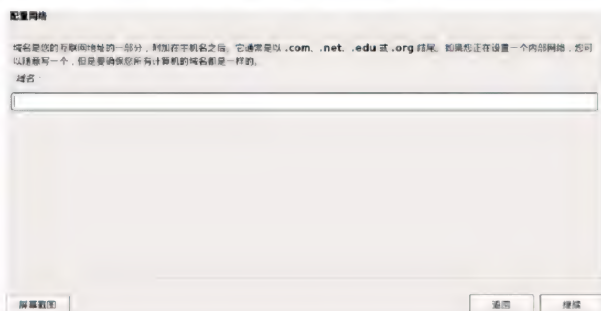 配置网络
域名是您的互联网地址的一部分，附加在主机名之后。它通常是以 .com、.net、.edu 或 .org 结尾。如果您正在设置一个内部网络，您可
以随意写一个，但是要确保您所有计算机的域名都是一样的。
域名：
屏幕截图 返回 继续